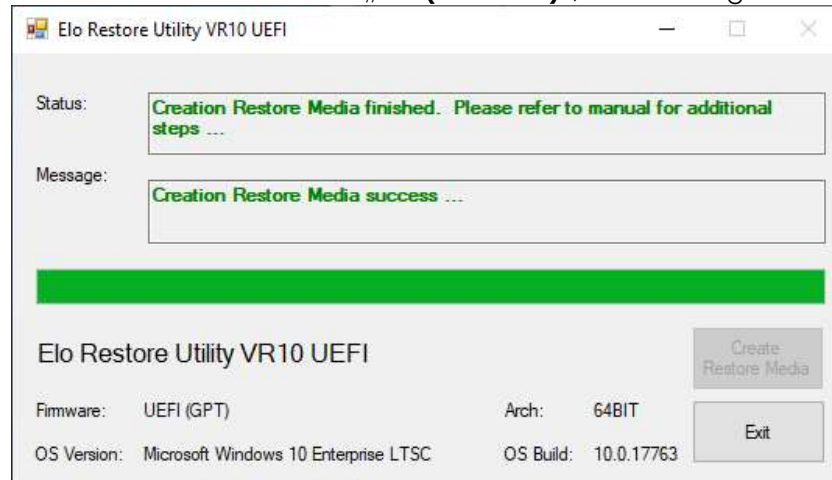 Elo Restore Utility VR10 UEFI
Status:
Creation Restore Media finished. Please refer to manual for additional
steps ...
Message:
Creation Restore Media success ...
Elo Restore Utility VR10 UEFI
Create
Restore Media
Firmware: UEFI (GPT) Arch: 64BIT
Exit
OS Version: Microsoft Windows 10 Enterprise LTSC OS Build: 10.0.17763